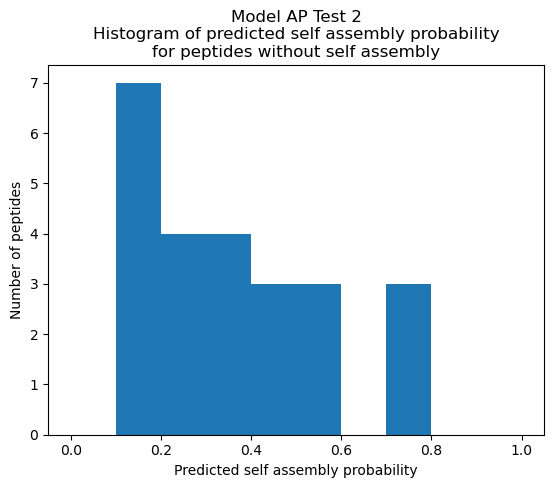 Model AP Test 2
Histogram of predicted self assembly probability
for peptides without self assembly
7
6
5
4
3
2
1
0
Number of peptides
0.0 0.2 0.4 0.6 0.8 1.0
Predicted self assembly probability